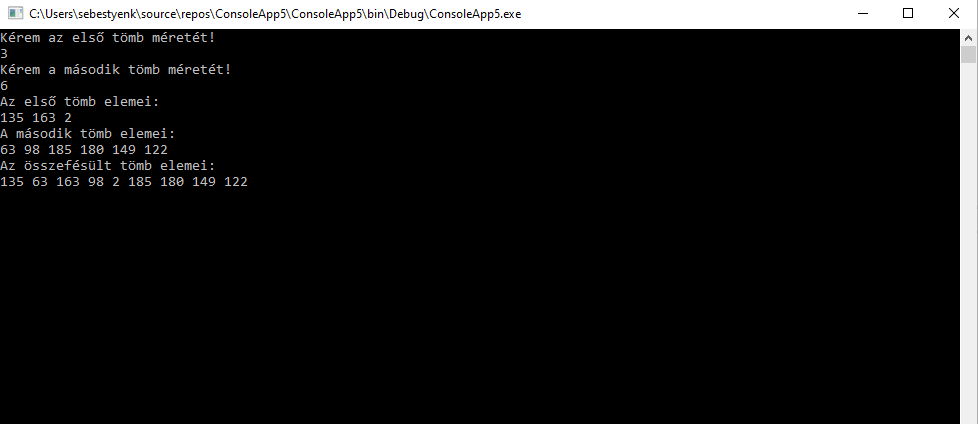 C:\Users\sebestyenk\source\repos\ConsoleApp5\ConsoleApp5\bin\Debug\ConsoleApp5.exe
Kérem az első tömb méretét!
3
Kérem a második tömb méretét!
6
Az első tömb elemei:
135 163 2
A második tömb elemei:
63 98 185 180 149 122
Az összefésült tömb elemei:
135 63 163 98 2 185 180 149 122